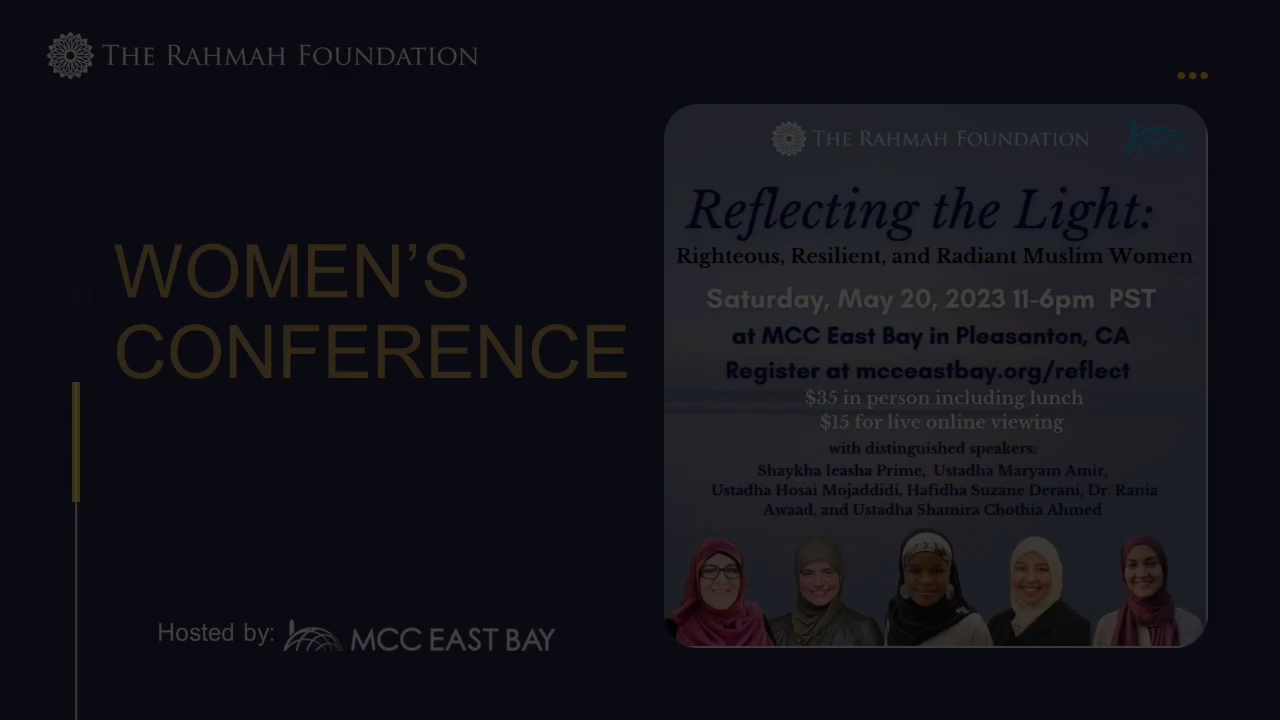 THE RAHMAH FOUNDATION
WOMEN’S
CONFERENCE
Hosted by: MCC EAST BAY
THE RAHMAH FOUNDATION
Reflecting the Light:
Righteous, Resilient, and Radiant Muslim Women
Saturday, May 20, 2023 11-6pm PST
at MCC East Bay in Pleasanton, CA
Register at mcceastbay.org/reflect
$35 in person including lunch
$15 for live online viewing
with distinguished speakers:
Shaykha Ieasha Prime, Ustadha Maryam Amir,
Ustadha Hosai Mojaddidi, Hafidha Suzane Derani, Dr. Rania
Awaad, and Ustadha Shamira Chothia Ahmed